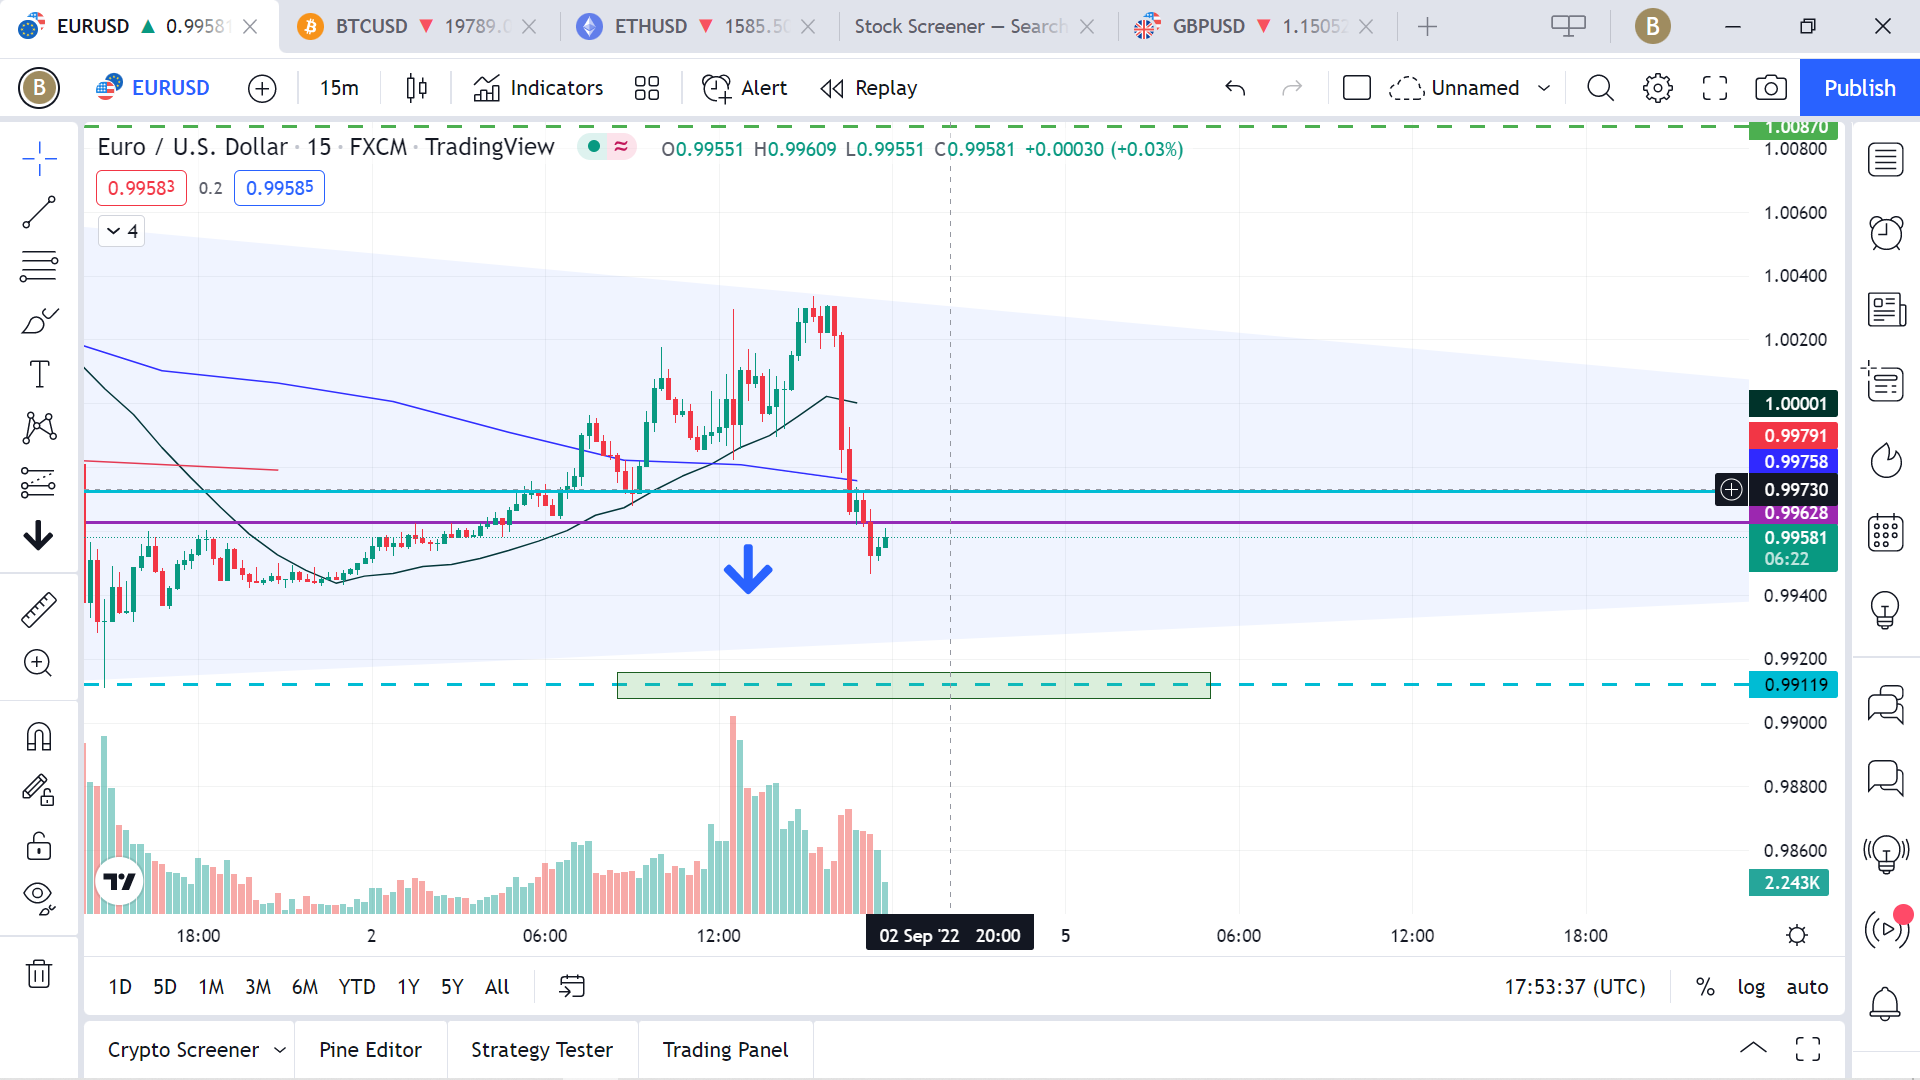 EURUSD ▲ 0.99581
BTCUSD ▼ 19789.0
ETHUSD ▼ 1585.50
Stock Screener — Search
GBPUSD ▼ 1.15052
B
B
EURUSD
15m
Indicators
Alert
Replay
Unnamed
Publish
Euro / U.S. Dollar · 15 · FXCM · TradingView
O0.99551 H0.99609 L0.99551 C0.99581 +0.00030 (+0.03%)
0.99583
0.2
0.99585
4
1.00870
1.00800
1.00600
1.00400
1.00200
1.00001
0.99791
0.99758
0.99730
0.99628
0.99581
06:22
0.99400
0.99200
0.99119
0.99000
0.98800
0.98600
2.243K
18:00
2
06:00
12:00
02 Sep '22 20:00
5
06:00
12:00
18:00
1D 5D 1M 3M 6M YTD 1Y 5Y All
17:53:37 (UTC)
% log auto
Crypto Screener
Pine Editor
Strategy Tester
Trading Panel